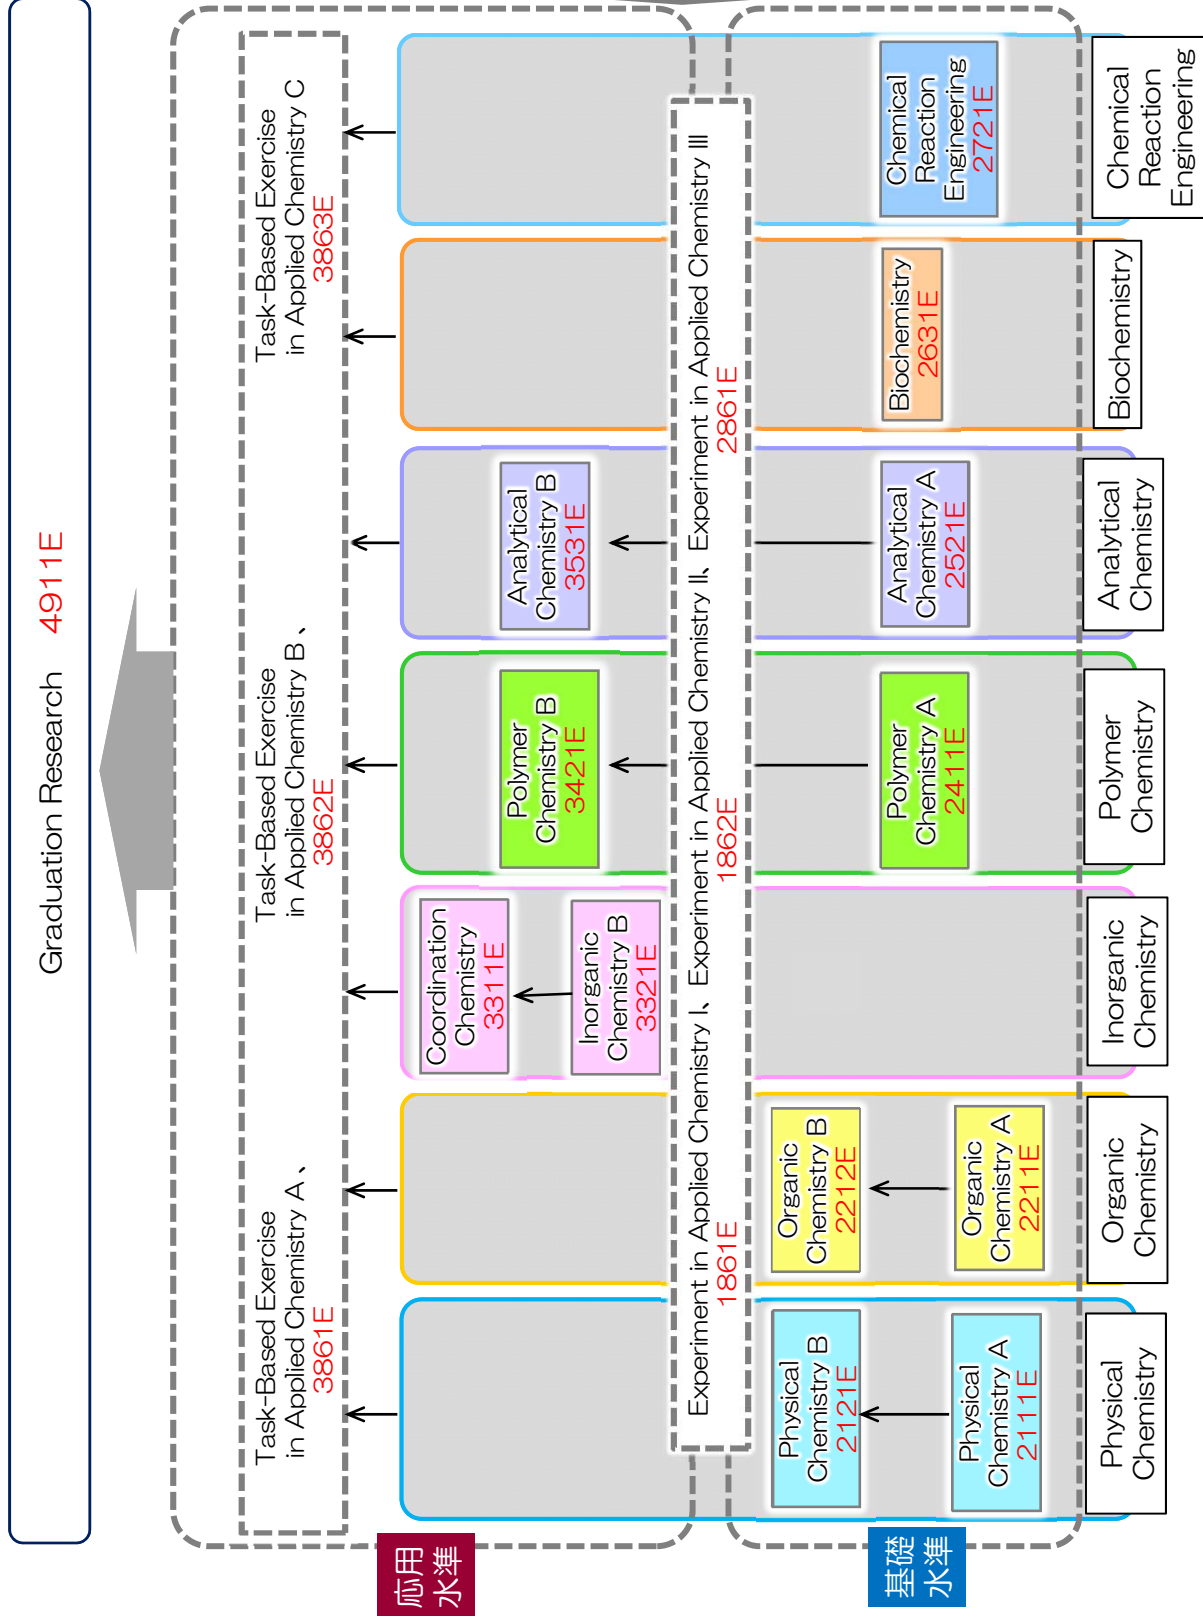 Graduation Research 4911E
Task-Based Exercise
in Applied Chemistry A、
3861E
Task-Based Exercise
in Applied Chemistry B、
3862E
Task-Based Exercise
in Applied Chemistry C
3863E
応用
水準
Coordination
Chemistry
3311E
Inorganic
Chemistry B
3321E
Polymer
Chemistry B
3421E
Analytical
Chemistry B
3531E
Experiment in Applied Chemistry I、Experiment in Applied Chemistry II、Experiment in Applied Chemistry III
1861E 1862E 2861E
基礎
水準
Physical
Chemistry B
2121E
Organic
Chemistry B
2212E
Physical
Chemistry A
2111E
Organic
Chemistry A
2211E
Polymer
Chemistry A
2411E
Analytical
Chemistry A
2521E
Biochemistry
2631E
Chemical
Reaction
Engineering
2721E
Physical
Chemistry
Organic
Chemistry
Inorganic
Chemistry
Polymer
Chemistry
Analytical
Chemistry
Biochemistry
Chemical
Reaction
Engineering